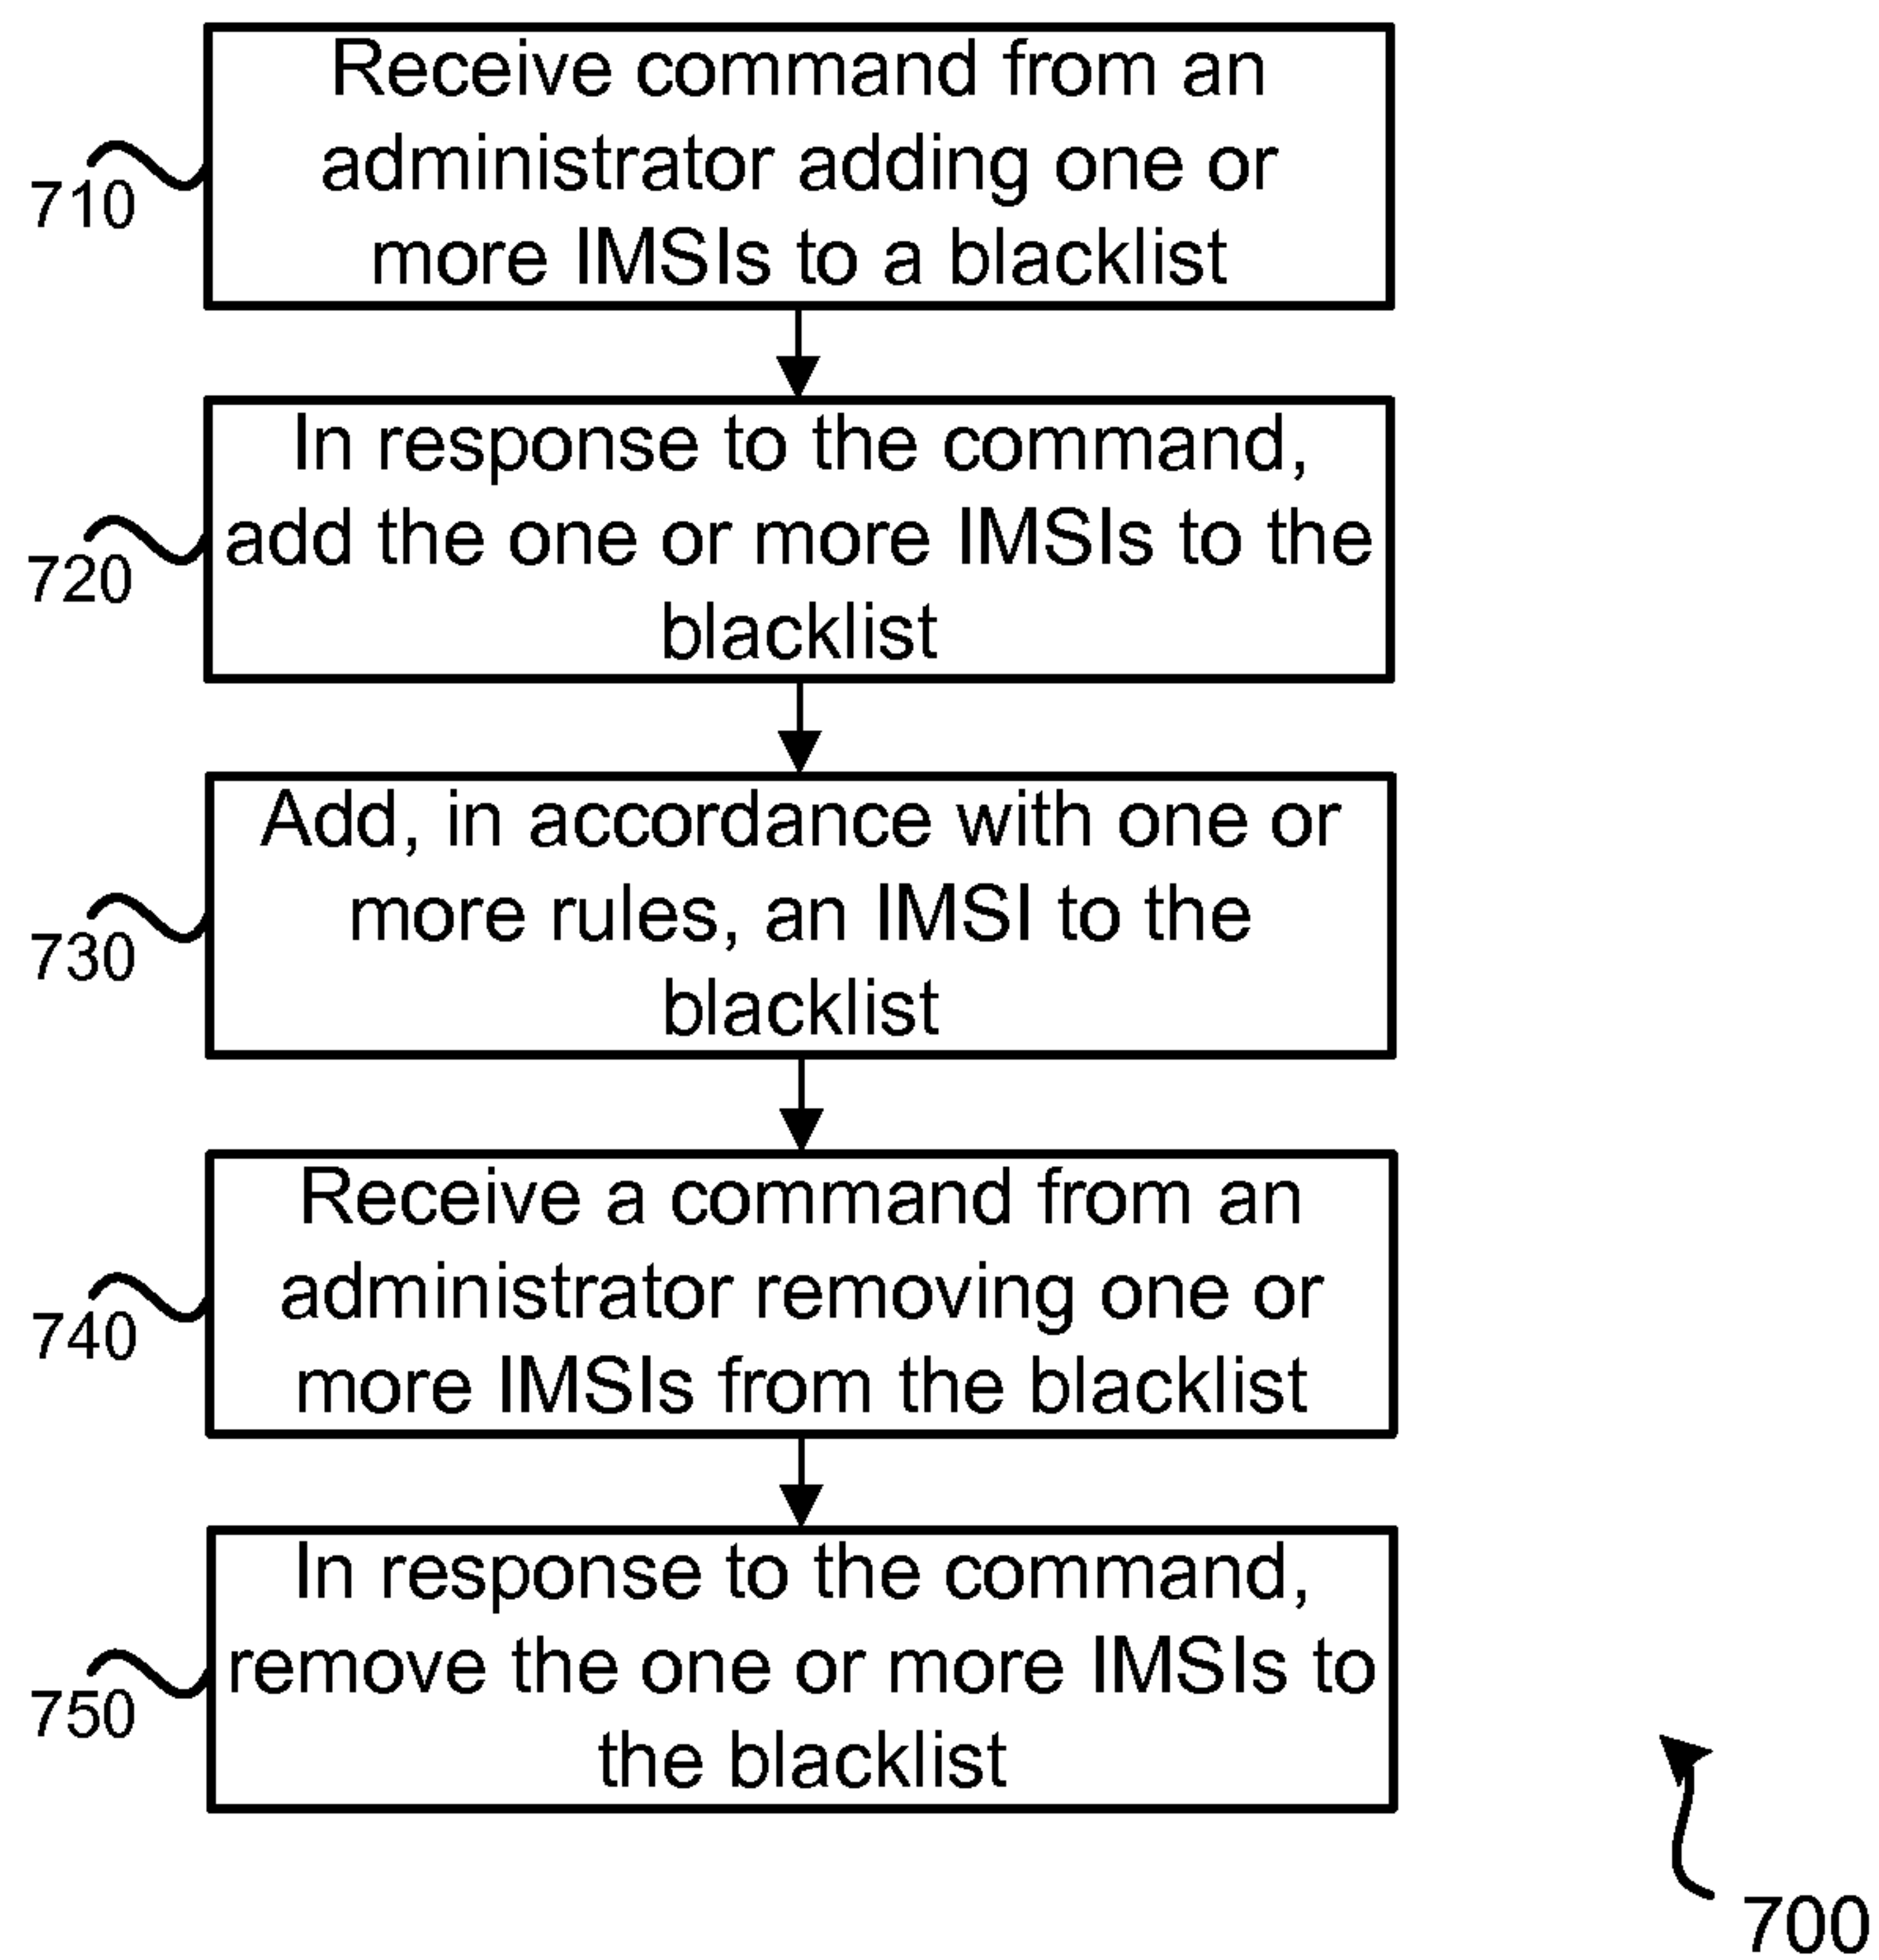 Receive command from an
administrator adding one or
more IMSIs to a blacklist
710
In response to the command,
add the one or more IMSIs to the
blacklist
720
Add, in accordance with one or
more rules, an IMSI to the
blacklist
730
Receive a command from an
administrator removing one or
more IMSIs from the blacklist
740
In response to the command,
remove the one or more IMSIs to
the blacklist
750
700